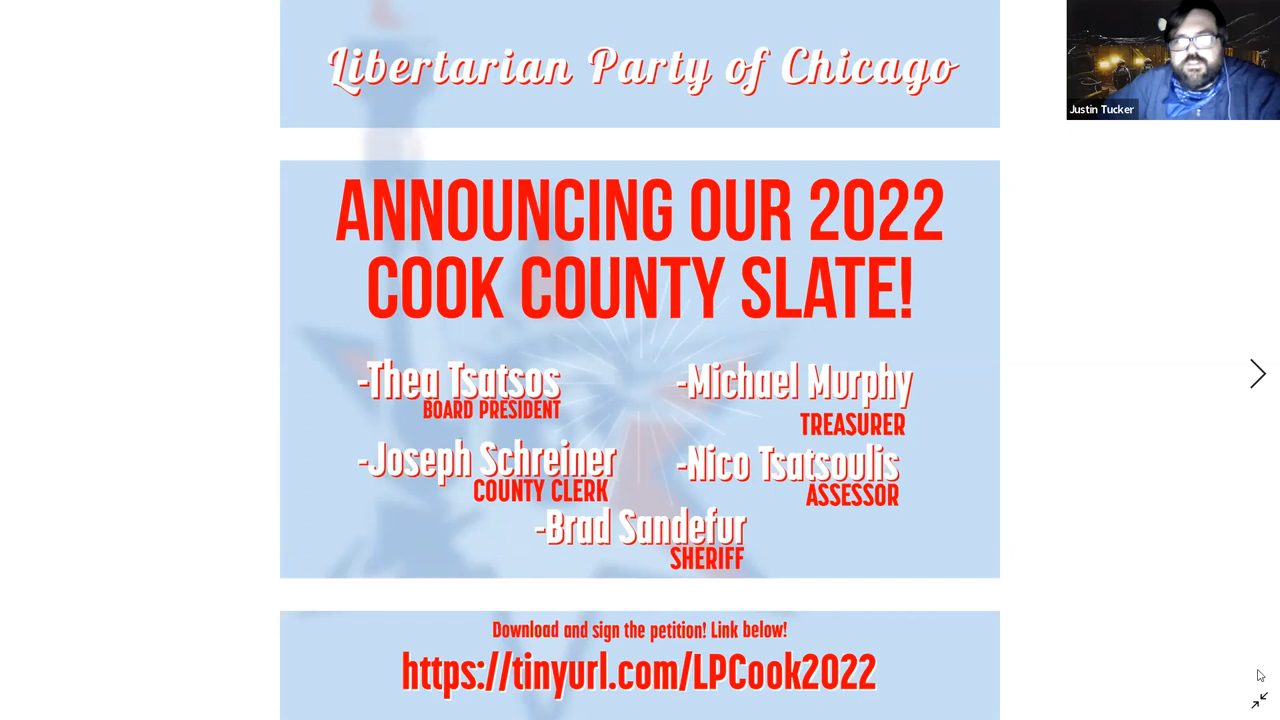 Libertarian Party of Chicago
Justin Tucker
ANNOUNCING OUR 2022
COOK COUNTY SLATE!
-Thea Tsatsos
BOARD PRESIDENT
-Michael Murphy
TREASURER
-Joseph Schreiner
COUNTY CLERK
-Nico Tsatsoulis
ASSESSOR
-Brad Sandefur
SHERIFF
Download and sign the petition! Link below!
https://tinyurl.com/LPCook2022